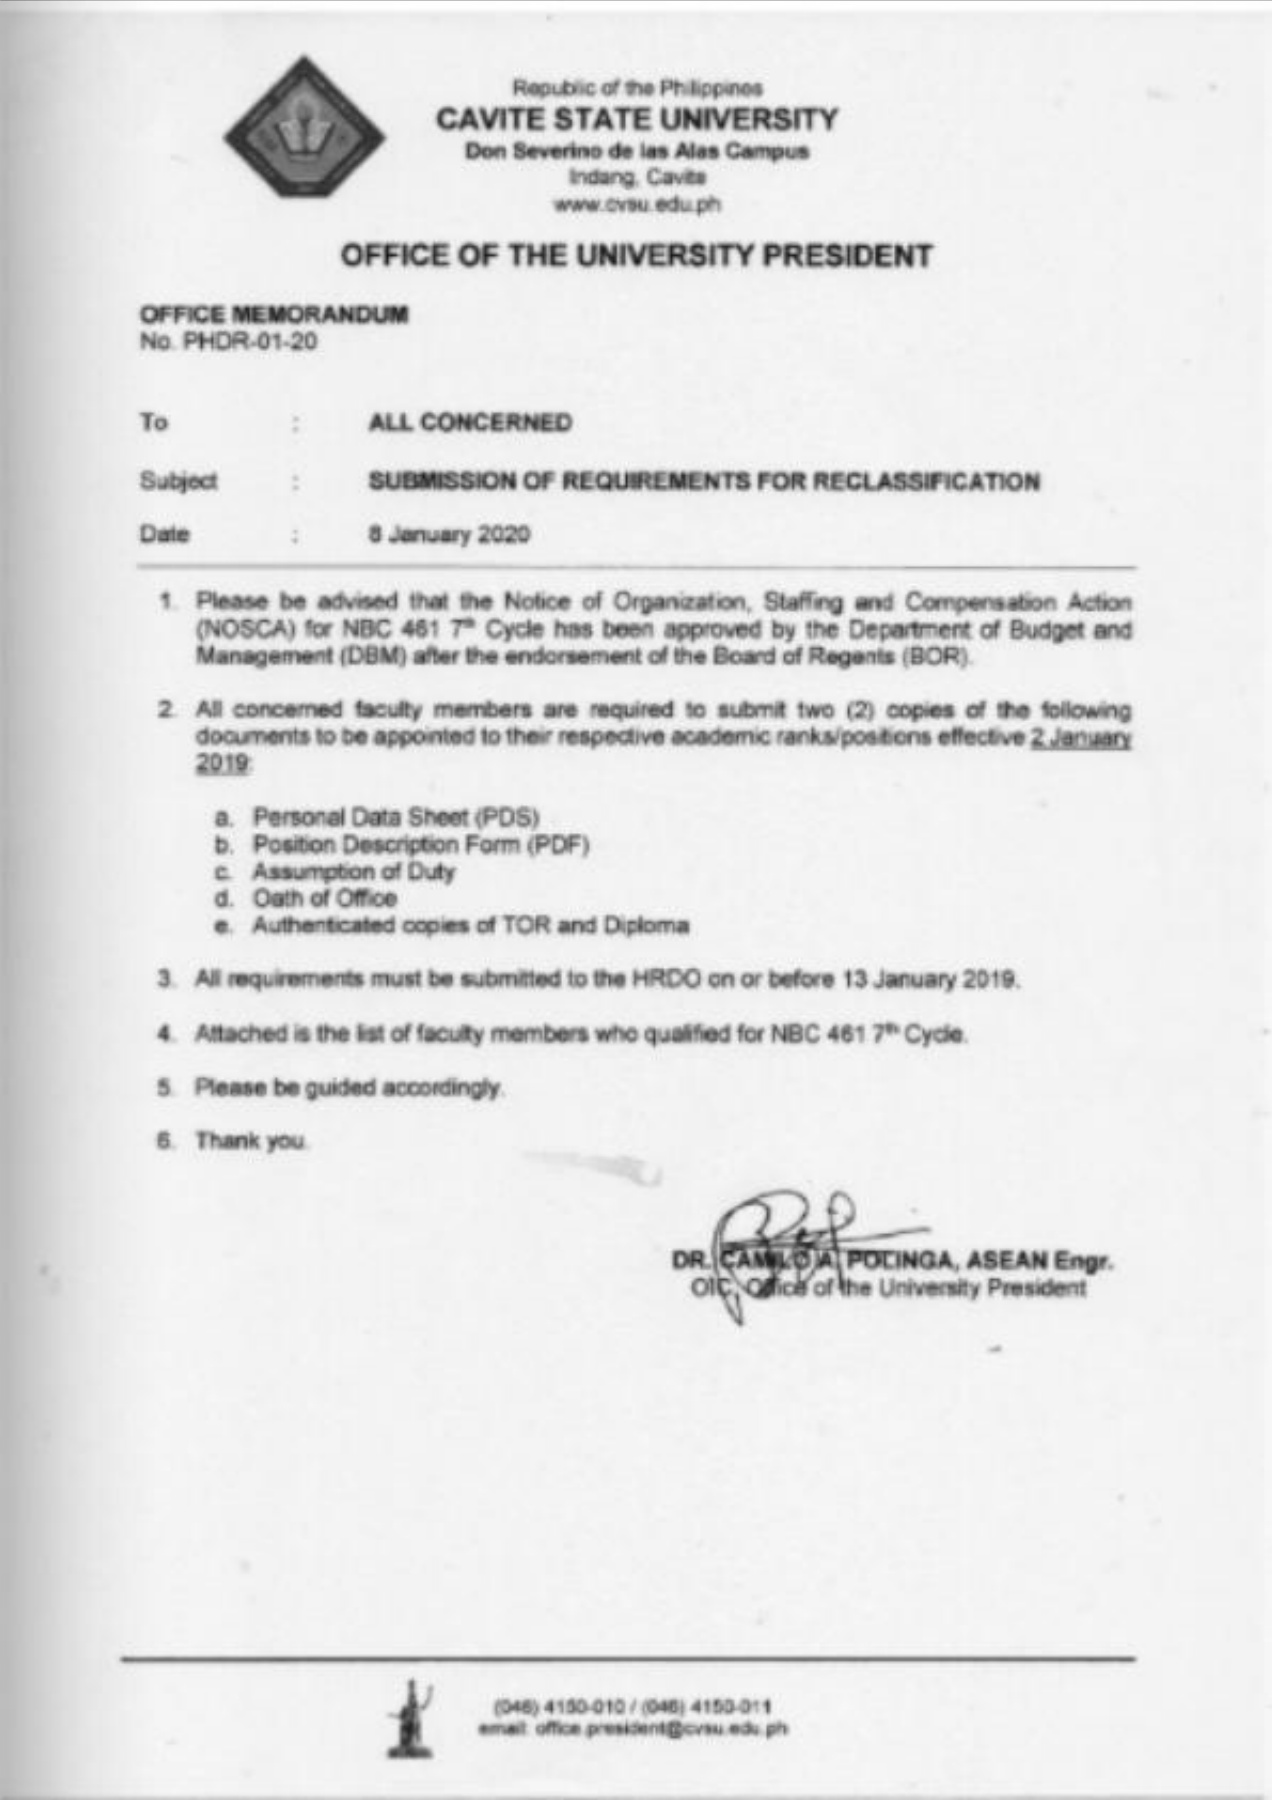 Republic of the Philippines
CAVITE STATE UNIVERSITY
Don Severino de las Alas Campus
Indang, Cavite
www.cvsu.edu.ph
OFFICE OF THE UNIVERSITY PRESIDENT
OFFICE MEMORANDUM
No. PHDR-01-20
To : ALL CONCERNED
Subject : SUBMISSION OF REQUIREMENTS FOR RECLASSIFICATION
Date : 8 January 2020
1. Please be advised that the Notice of Organization, Staffing and Compensation Action
(NOSCA) for NBC 461 7th Cycle has been approved by the Department of Budget and
Management (DBM) after the endorsement of the Board of Regents (BOR).
2. All concerned faculty members are required to submit two (2) copies of the following
documents to be appointed to their respective academic ranks/positions effective 2 January
2019:
a. Personal Data Sheet (PDS)
b. Position Description Form (PDF)
c. Assumption of Duty
d. Oath of Office
e. Authenticated copies of TOR and Diploma
3. All requirements must be submitted to the HRDO on or before 13 January 2019.
4. Attached is the list of faculty members who qualified for NBC 461 7th Cycle.
5. Please be guided accordingly.
6. Thank you.
DR. CAMILO A. POLINGA, ASEAN Engr.
OIC, Office of the University President
(046) 4150-010 / (046) 4150-011
email: office.president@cvsu.edu.ph